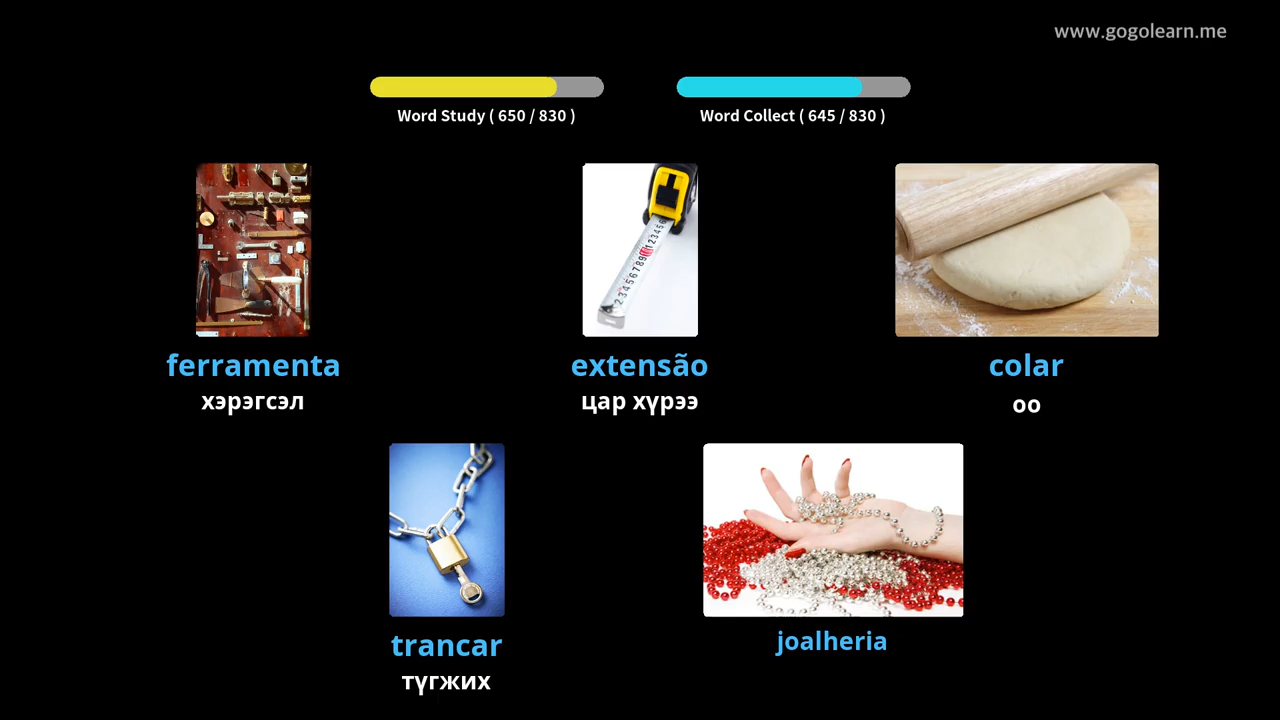 www.gogolearn.me
Word Study ( 650 / 830 )
Word Collect ( 645 / 830 )
ferramenta
хэрэгсэл
extensão
цар хүрээ
colar
оо
trancar
түгжих
joalheria